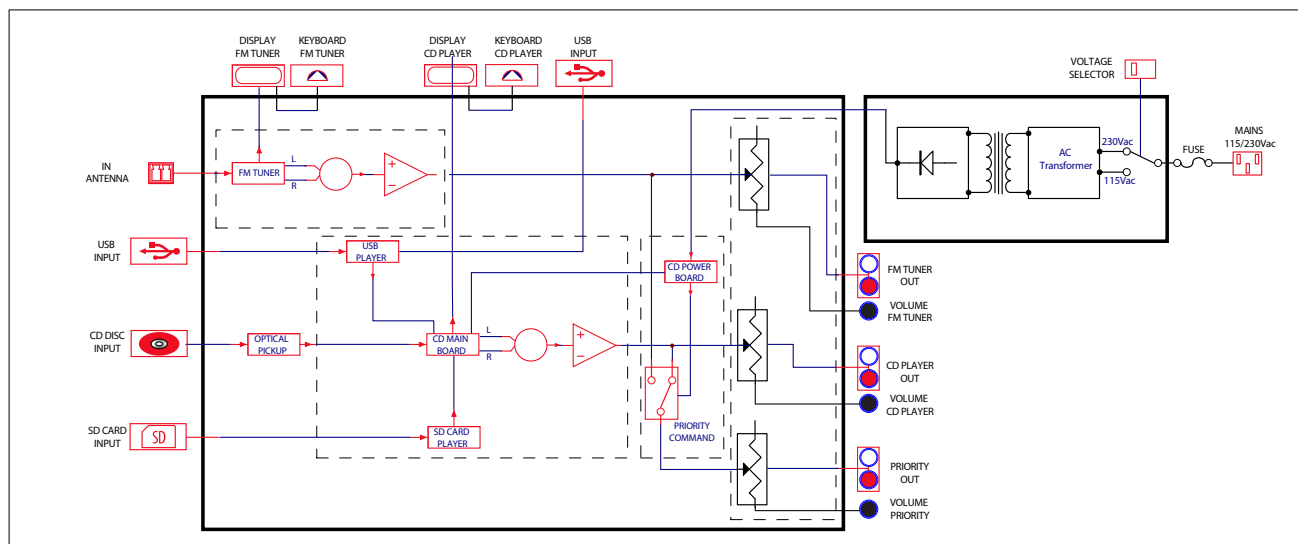 DISPLAY
FM TUNER
KEYBOARD
FM TUNER
DISPLAY
CD PLAYER
KEYBOARD
CD PLAYER
USB
INPUT
VOLTAGE
SELECTOR
IN
ANTENNA
FM TUNER
L
R
AC
Transformer
230Vac
115Vac
FUSE
MAINS
115/230Vac
USB
INPUT
USB
PLAYER
CD POWER
BOARD
FM TUNER
OUT
VOLUME
FM TUNER
CD DISC
INPUT
OPTICAL
PICKUP
CD MAIN
BOARD
L
R
CD PLAYER
OUT
VOLUME
CD PLAYER
SD CARD
INPUT
SD
SD CARD
PLAYER
PRIORITY
COMMAND
PRIORITY
OUT
VOLUME
PRIORITY